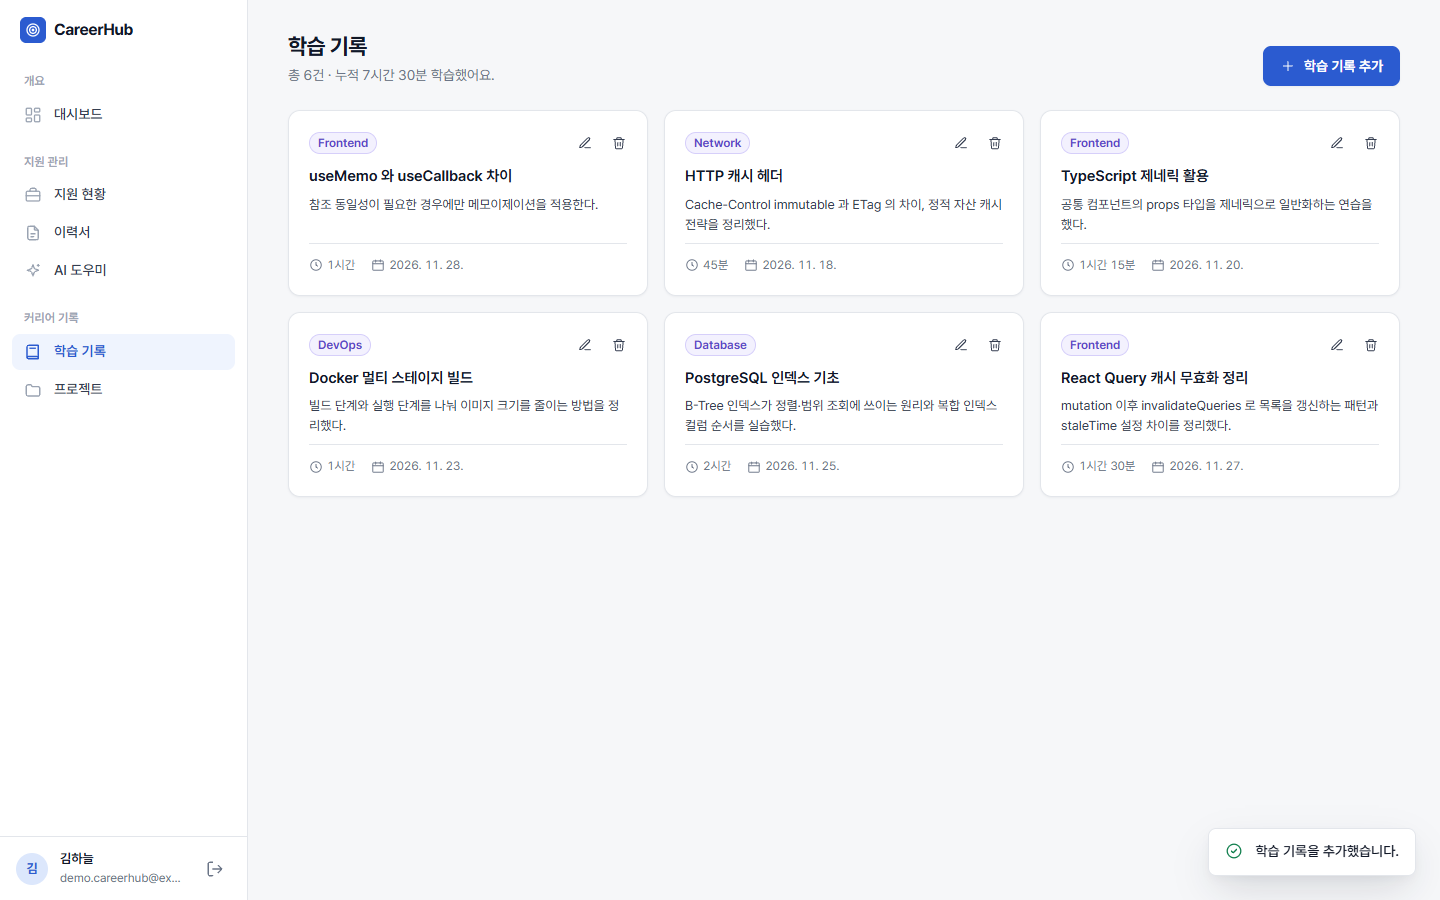 CareerHub
개요
대시보드
지원 관리
지원 현황
이력서
AI 도우미
커리어 기록
학습 기록
프로젝트
김
김하늘
demo.careerhub@ex...
학습 기록
총 6건 · 누적 7시간 30분 학습했어요.
학습 기록 추가
Frontend
useMemo 와 useCallback 차이
참조 동일성이 필요한 경우에만 메모이제이션을 적용한다.
1시간 2026. 11. 28.
Network
HTTP 캐시 헤더
Cache-Control immutable 과 ETag 의 차이, 정적 자산 캐시
전략을 정리했다.
45분 2026. 11. 18.
Frontend
TypeScript 제네릭 활용
공통 컴포넌트의 props 타입을 제네릭으로 일반화하는 연습을
했다.
1시간 15분 2026. 11. 20.
DevOps
Docker 멀티 스테이지 빌드
빌드 단계와 실행 단계를 나눠 이미지 크기를 줄이는 방법을 정
리했다.
1시간 2026. 11. 23.
Database
PostgreSQL 인덱스 기초
B-Tree 인덱스가 정렬·범위 조회에 쓰이는 원리와 복합 인덱스
컬럼 순서를 실습했다.
2시간 2026. 11. 25.
Frontend
React Query 캐시 무효화 정리
mutation 이후 invalidateQueries 로 목록을 갱신하는 패턴과
staleTime 설정 차이를 정리했다.
1시간 30분 2026. 11. 27.
학습 기록을 추가했습니다.